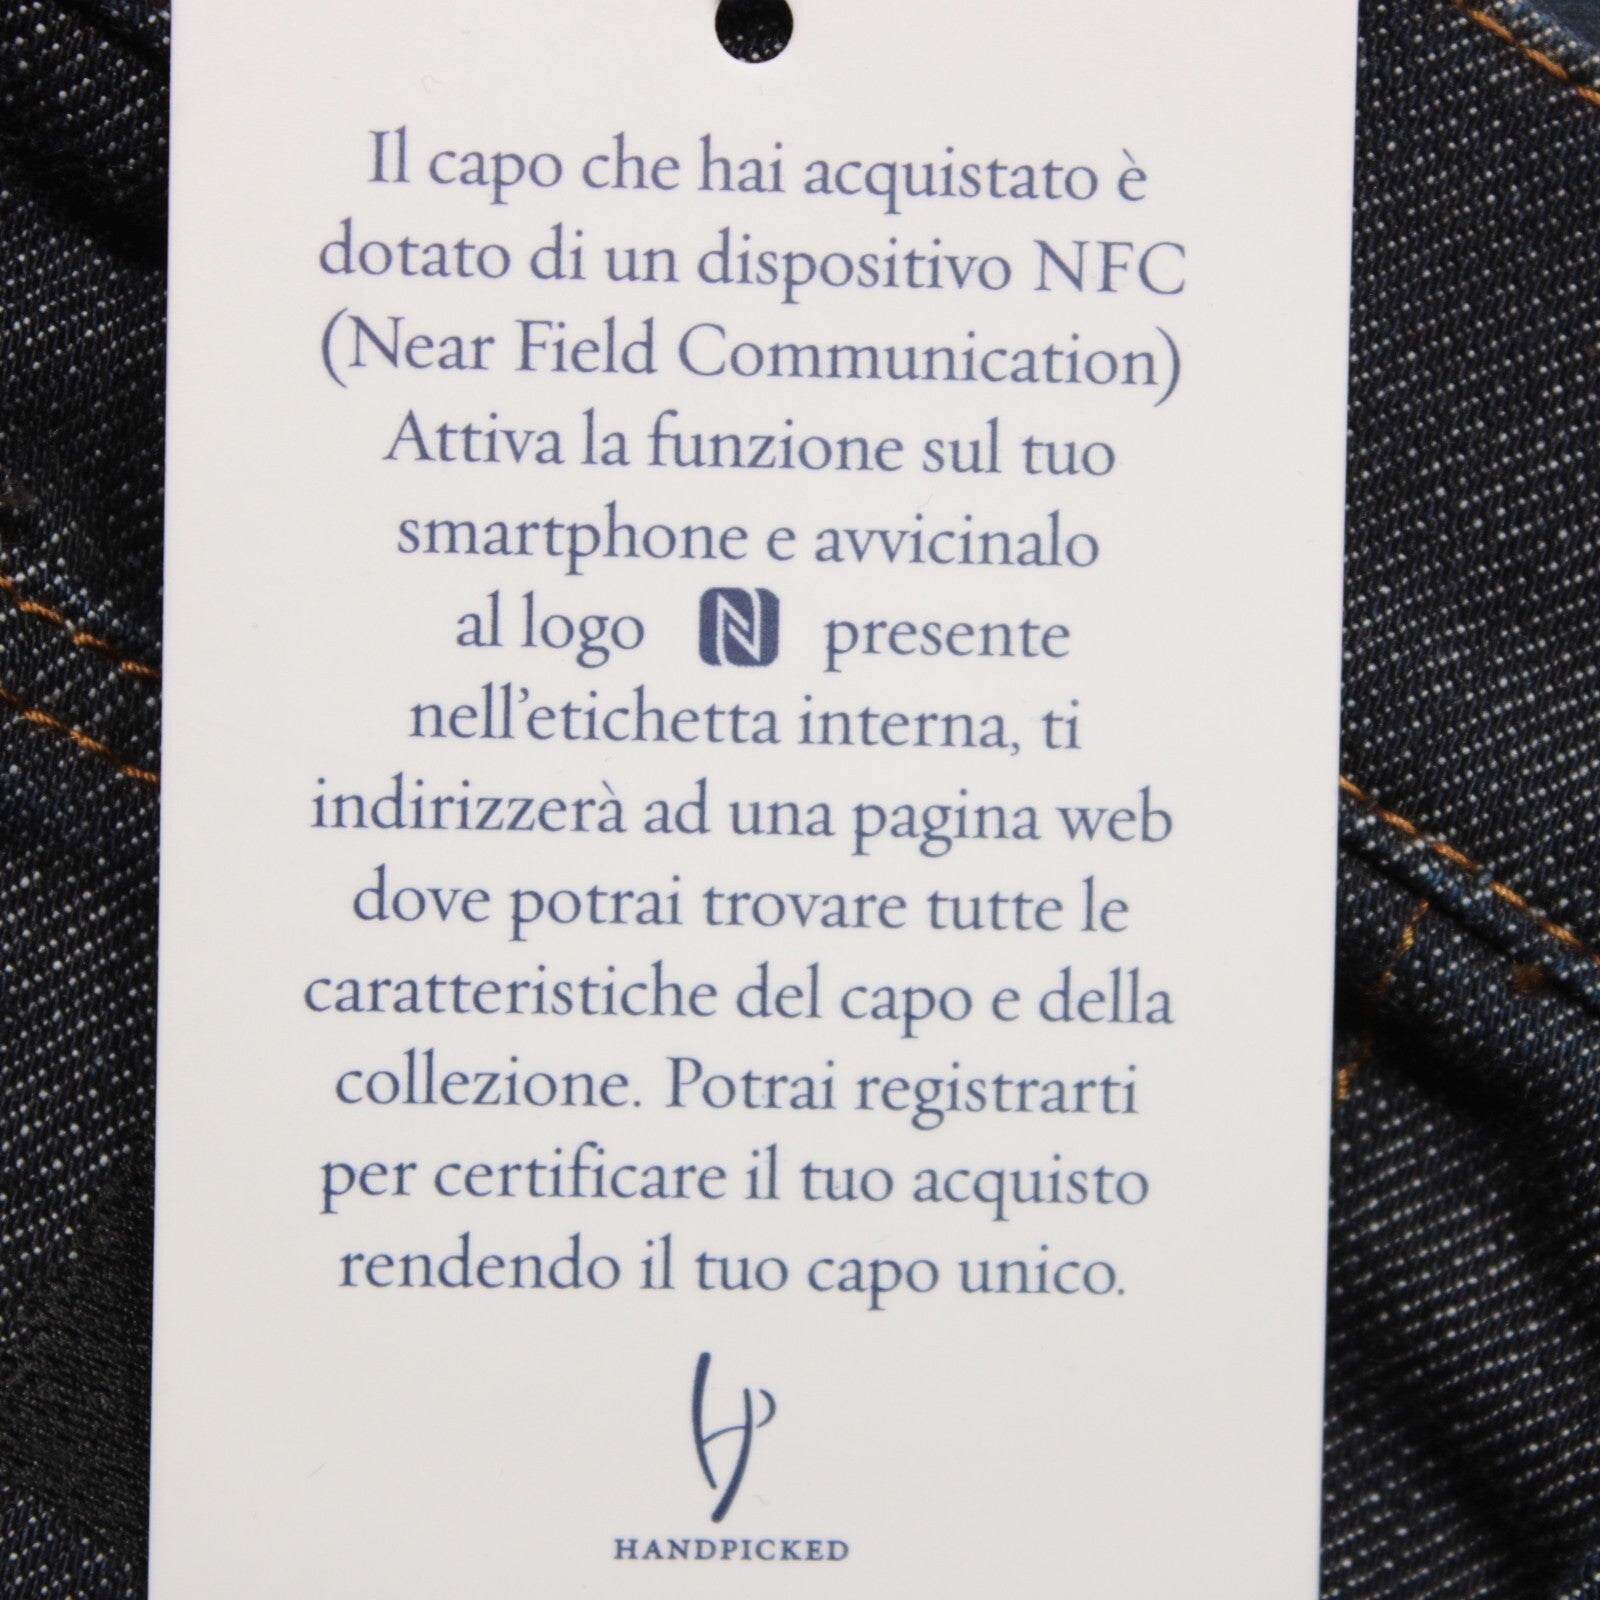 Il capo che hai acquistato è
dotato di un dispositivo NFC
(Near Field Communication)
Attiva la funzione sul tuo
smartphone e avvicinalo
al logo N presente
nell'etichetta interna, ti
indirizzerà ad una pagina web
dove potrai trovare tutte le
caratteristiche del capo e della
collezione. Potrai registrarti
per certificare il tuo acquisto
rendendo il tuo capo unico.
HANDPICKED